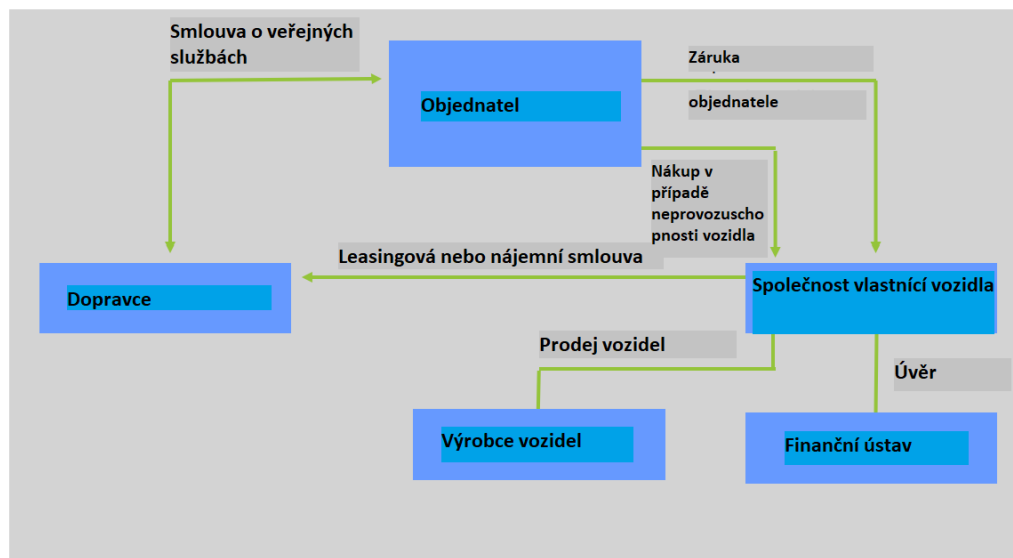 Smlouva o veřejných
službách
Objednatel
Záruka
objednatele
Nákup v
případě
neprovozuscho
pnosti vozidla
Leasingová nebo nájemní smlouva
Dopravce
Společnost vlastnící vozidla
Prodej vozidel
Úvěr
Výrobce vozidel
Finanční ústav